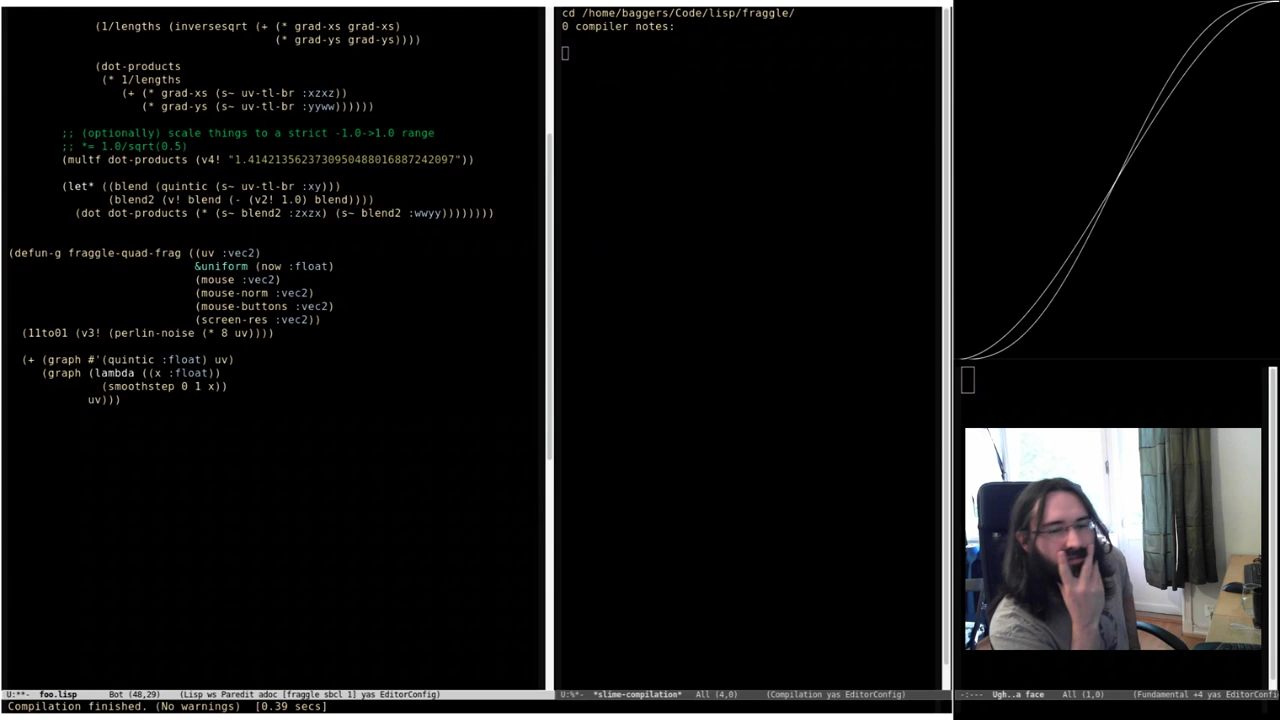 (1/lengths (inversesqrt (+ (* grad-xs grad-xs)
(* grad-ys grad-ys))))
(dot-products
(* 1/lengths
(+ (* grad-xs (s~ uv-tl-br :xzxz))
(* grad-ys (s~ uv-tl-br :yyww))))))
;; (optionally) scale things to a strict -1.0->1.0 range
;; *= 1.0/sqrt(0.5)
(multf dot-products (v4! "1.4142135623730950488016887242097"))
(let* ((blend (quintic (s~ uv-tl-br :xy)))
(blend2 (v! blend (- (v2! 1.0) blend))))
(dot dot-products (* (s~ blend2 :zxzx) (s~ blend2 :wwyy))))))))
(defun-g fraggle-quad-frag ((uv :vec2)
&uniform (now :float)
(mouse :vec2)
(mouse-norm :vec2)
(mouse-buttons :vec2)
(screen-res :vec2))
(11to01 (v3! (perlin-noise (* 8 uv))))
(+ (graph #'(quintic :float) uv)
(graph (lambda ((x :float))
(smoothstep 0 1 x))
uv)))
U:**-  foo.lisp      Bot (48,29)   (Lisp ws Paredit adoc [fraggle sbcl 1] yas EditorConfig)
Compilation finished. (No warnings)  [0.39 secs]
cd /home/baggers/Code/lisp/fraggle/
0 compiler notes:
U:%*-  *slime-compilation*   All (4,0)     (Compilation yas EditorConfig)
-:---  Ugh..a face    All (1,0)     (Fundamental +4 yas EditorConfi